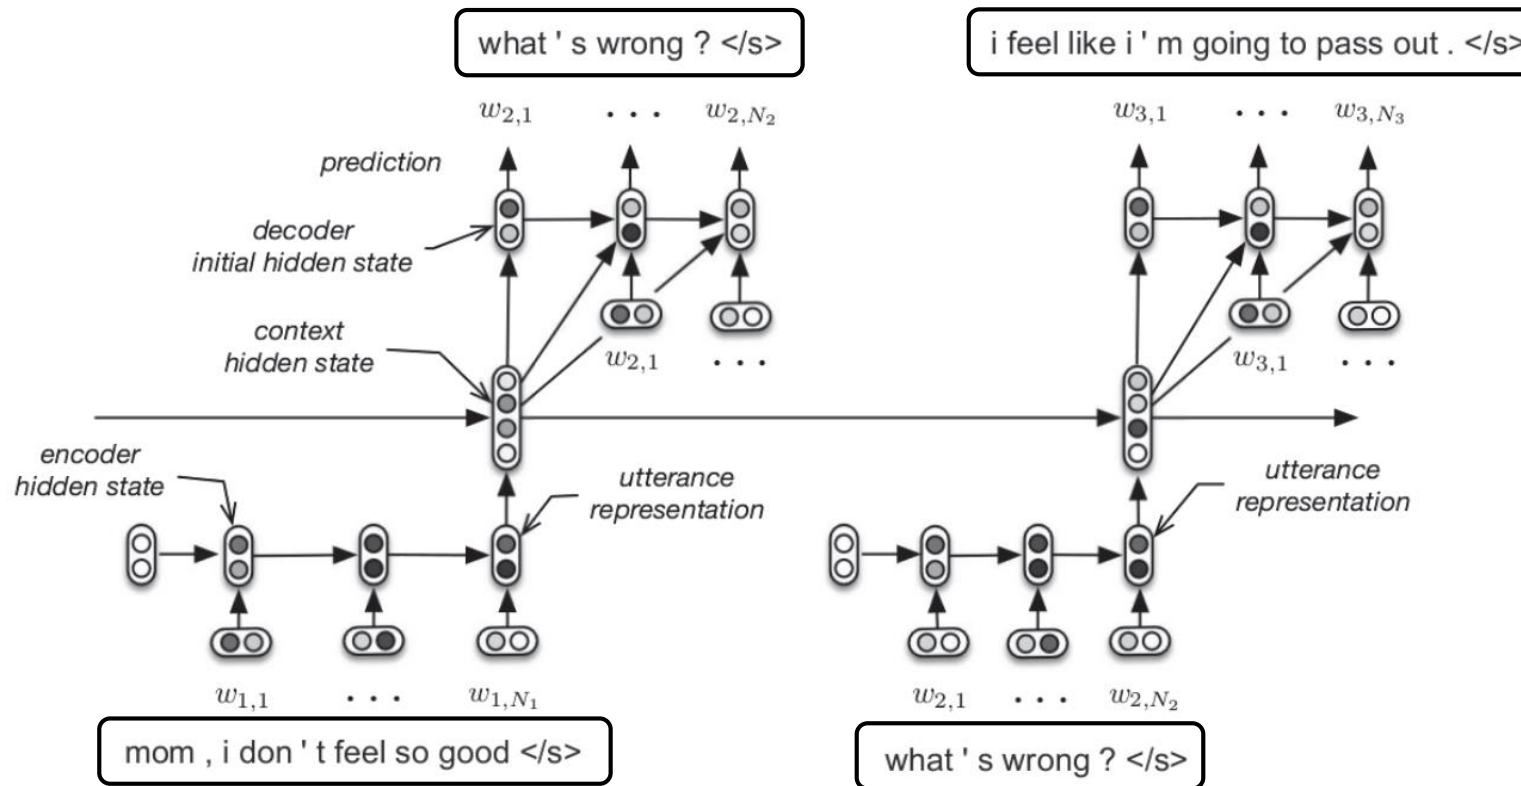 what ' s wrong ? </s>
i feel like i ' m going to pass out . </s>
w2,1 . . . w2,N2
w3,1 . . . w3,N3
prediction
decoder
initial hidden state
context
hidden state
w2,1 . . .
w3,1 . . .
encoder
hidden state
utterance
representation
utterance
representation
w1,1 . . . w1,N1
w2,1 . . . w2,N2
mom , i don ' t feel so good </s>
what ' s wrong ? </s>